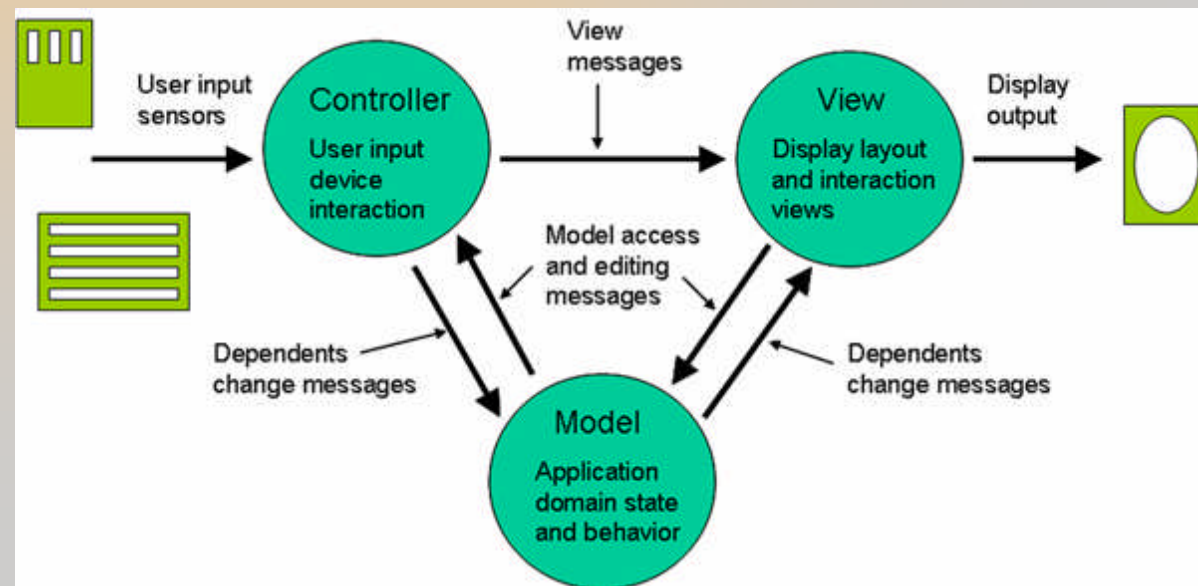 View
messages
User input
sensors
Controller
User input
device
interaction
View
Display layout
and interaction
views
Display
output
Model access
and editing
messages
Dependents
change messages
Dependents
change messages
Model
Application
domain state
and behavior